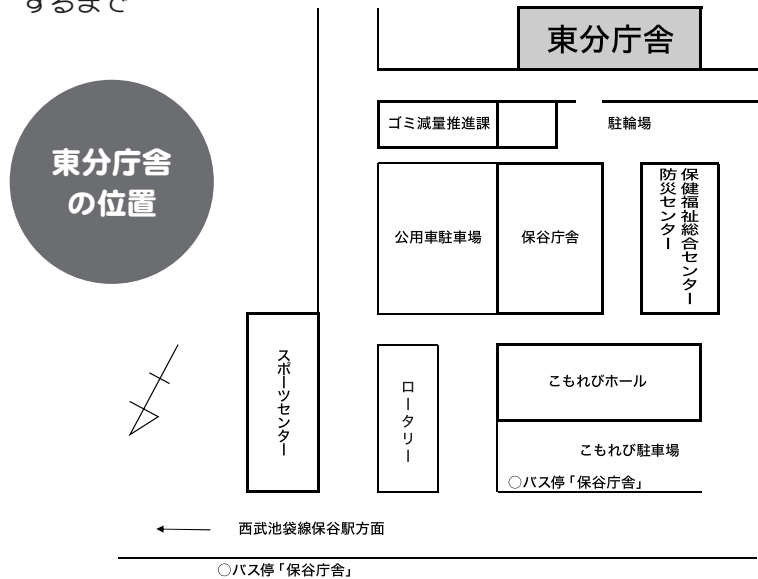 するまで
東分庁舎
東分庁舎
の位置
ゴミ減量推進課
駐輪場
公用車駐車場
保谷庁舎
保健福祉総合センター
防災センター
スポーツセンター
ロータリー
こもれびホール
こもれび駐車場
○バス停「保谷庁舎」
西武池袋線保谷駅方面
○バス停「保谷庁舎」